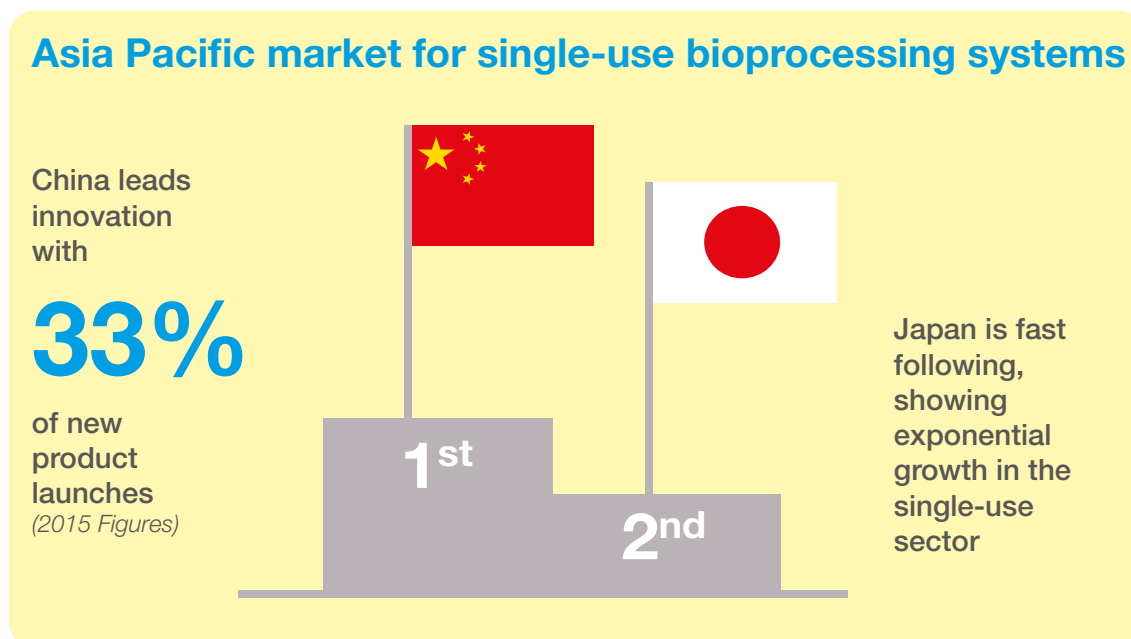 Asia Pacific market for single-use bioprocessing systems
China leads
innovation
with
33%
of new
product
launches
(2015 Figures)
1st
2nd
Japan is fast
following,
showing
exponential
growth in the
single-use
sector